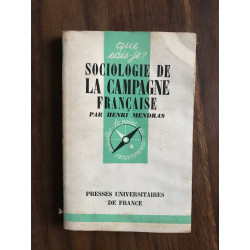 que
sais-je?
SOCIOLOGIE DE
LA CAMPAGNE
FRANÇAISE
PAR HENRI MENDRAS
PRESSES UNIVERSITAIRES
DE FRANCE